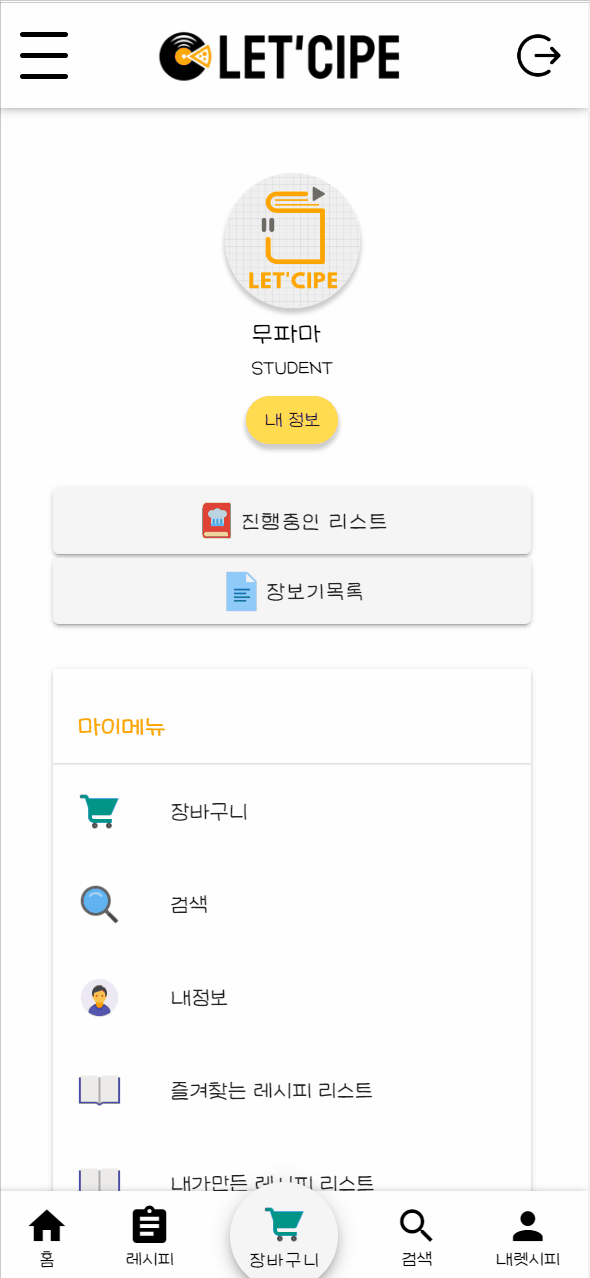 LET'CIPE
LET'CIPE
무파마
STUDENT
내 정보
진행중인 리스트
장보기목록
마이메뉴
장바구니
검색
내정보
즐겨찾는 레시피 리스트
내가만든 레시피 리스트
홈
레시피
장바구니
검색
내렛시피